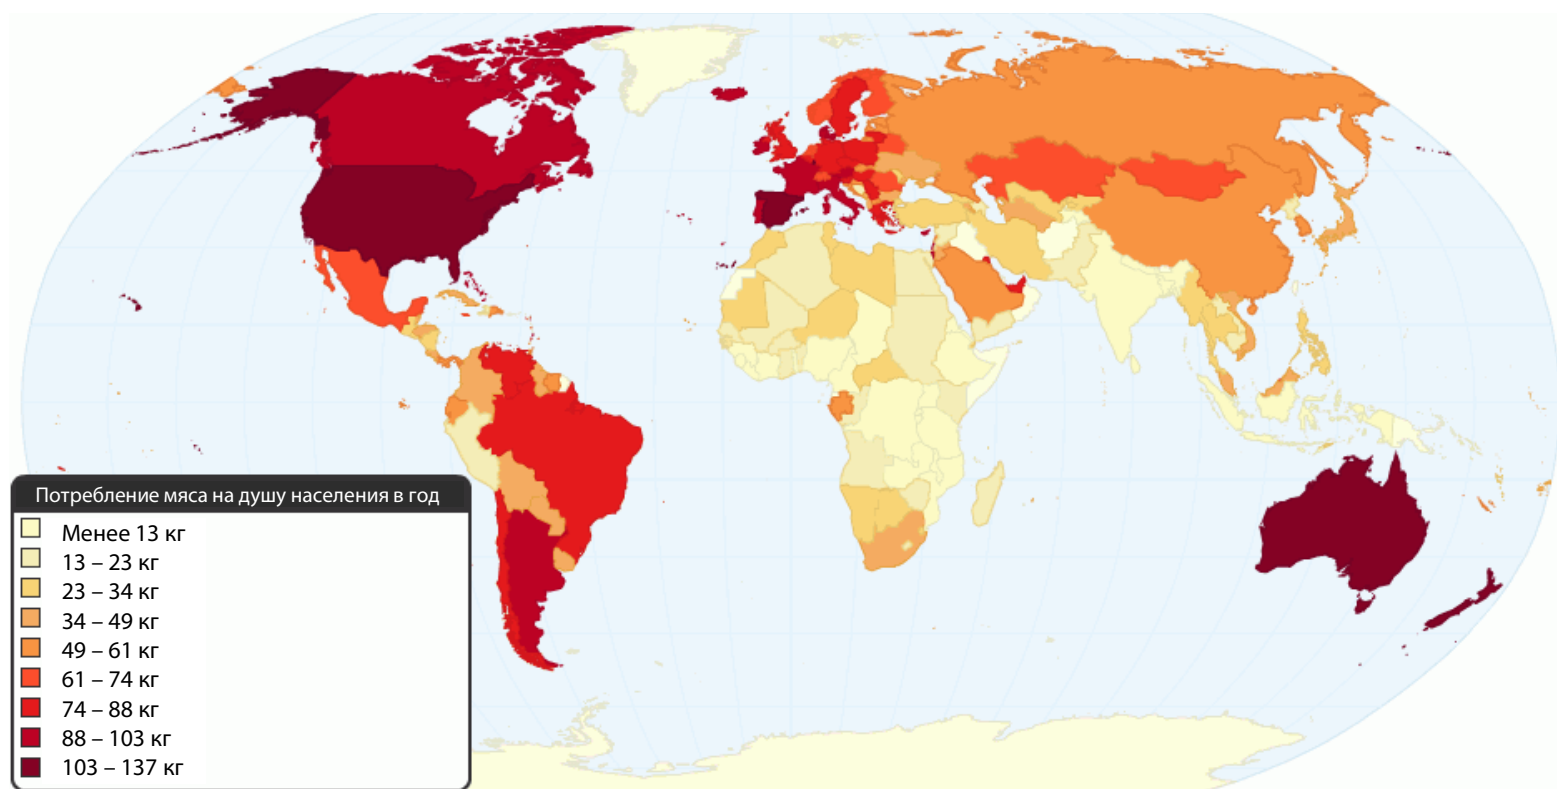 Потребление мяса на душу населения в год
Менее 13 кг
13 – 23 кг
23 – 34 кг
34 – 49 кг
49 – 61 кг
61 – 74 кг
74 – 88 кг
88 – 103 кг
103 – 137 кг